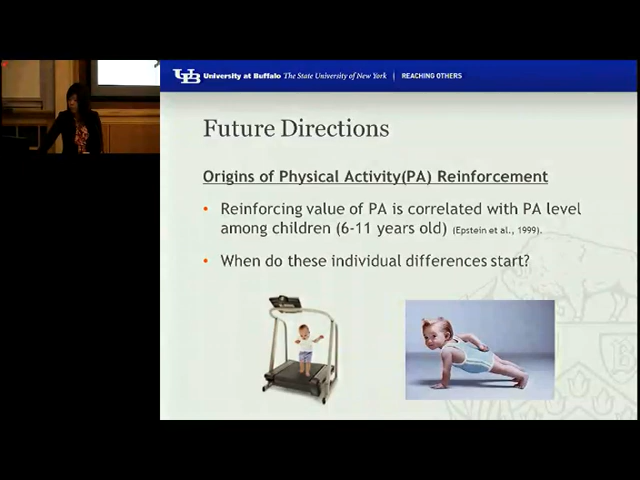 UB University at Buffalo The State University of New York | REACHING OTHERS
Future Directions
Origins of Physical Activity(PA) Reinforcement
• Reinforcing value of PA is correlated with PA level
among children (6-11 years old) (Epstein et al., 1999).
• When do these individual differences start?